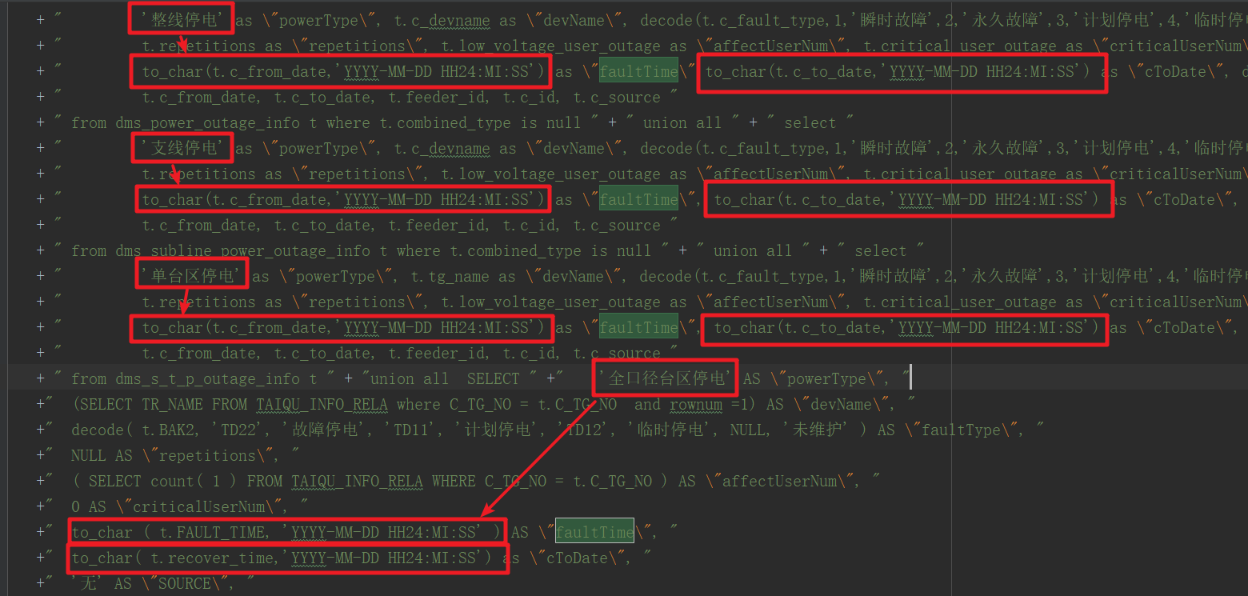 + "        '整线停电' as \"powerType\", t.c_devname as \"devName\", decode(t.c_fault_type,1,'瞬时故障',2,'永久故障',3,'计划停电',4,'临时停
+ "        t.repetitions as \"repetitions\", t.low_voltage_user_outage as \"affectUserNum\", t.critical_user_outage as \"criticalUserNum\
+ "        to_char(t.c_from_date,'YYYY-MM-DD HH24:MI:SS') as \"faultTime\" to_char(t.c_to_date,'YYYY-MM-DD HH24:MI:SS') as \"cToDate\", d
+ "        t.c_from_date, t.c_to_date, t.feeder_id, t.c_id, t.c_source "
+ " from dms_power_outage_info t where t.combined_type is null " + " union all " + " select "
+ "        '支线停电' as \"powerType\", t.c_devname as \"devName\", decode(t.c_fault_type,1,'瞬时故障',2,'永久故障',3,'计划停电',4,'临时停电
+ "        t.repetitions as \"repetitions\", t.low_voltage_user_outage as \"affectUserNum\", t.critical_user_outage as \"criticalUserNum\
+ "        to_char(t.c_from_date,'YYYY-MM-DD HH24:MI:SS') as \"faultTime\", to_char(t.c_to_date,'YYYY-MM-DD HH24:MI:SS') as \"cToDate\",
+ "        t.c_from_date, t.c_to_date, t.feeder_id, t.c_id, t.c_source "
+ " from dms_subline_power_outage_info t where t.combined_type is null " + " union all " + " select "
+ "        '单台区停电' as \"powerType\", t.tg_name as \"devName\", decode(t.c_fault_type,1,'瞬时故障',2,'永久故障',3,'计划停电',4,'临时停
+ "        t.repetitions as \"repetitions\", t.low_voltage_user_outage as \"affectUserNum\", t.critical_user_outage as \"criticalUserNum\
+ "        to_char(t.c_from_date,'YYYY-MM-DD HH24:MI:SS') as \"faultTime\", to_char(t.c_to_date,'YYYY-MM-DD HH24:MI:SS') as \"cToDate\",
+ "        t.c_from_date, t.c_to_date, t.feeder_id, t.c_id, t.c_source "
+ " from dms_s_t_p_outage_info t " + "union all  SELECT " +"    '全口径台区停电' AS \"powerType\", "
+"  (SELECT TR_NAME FROM TAIQU_INFO_RELA where C_TG_NO = t.C_TG_NO  and rownum =1) AS \"devName\", "
+"  decode( t.BAK2, 'TD22', '故障停电', 'TD11', '计划停电', 'TD12', '临时停电', NULL, '未维护' ) AS \"faultType\", "
+"  NULL AS \"repetitions\", "
+"  ( SELECT count( 1 ) FROM TAIQU_INFO_RELA WHERE C_TG_NO = t.C_TG_NO ) AS \"affectUserNum\", "
+"  0 AS \"criticalUserNum\", "
+"  to_char ( t.FAULT_TIME, 'YYYY-MM-DD HH24:MI:SS' ) AS \"faultTime\", "
+"  to_char( t.recover_time,'YYYY-MM-DD HH24:MI:SS') as \"cToDate\", "
+"  '无' AS \"SOURCE\", "